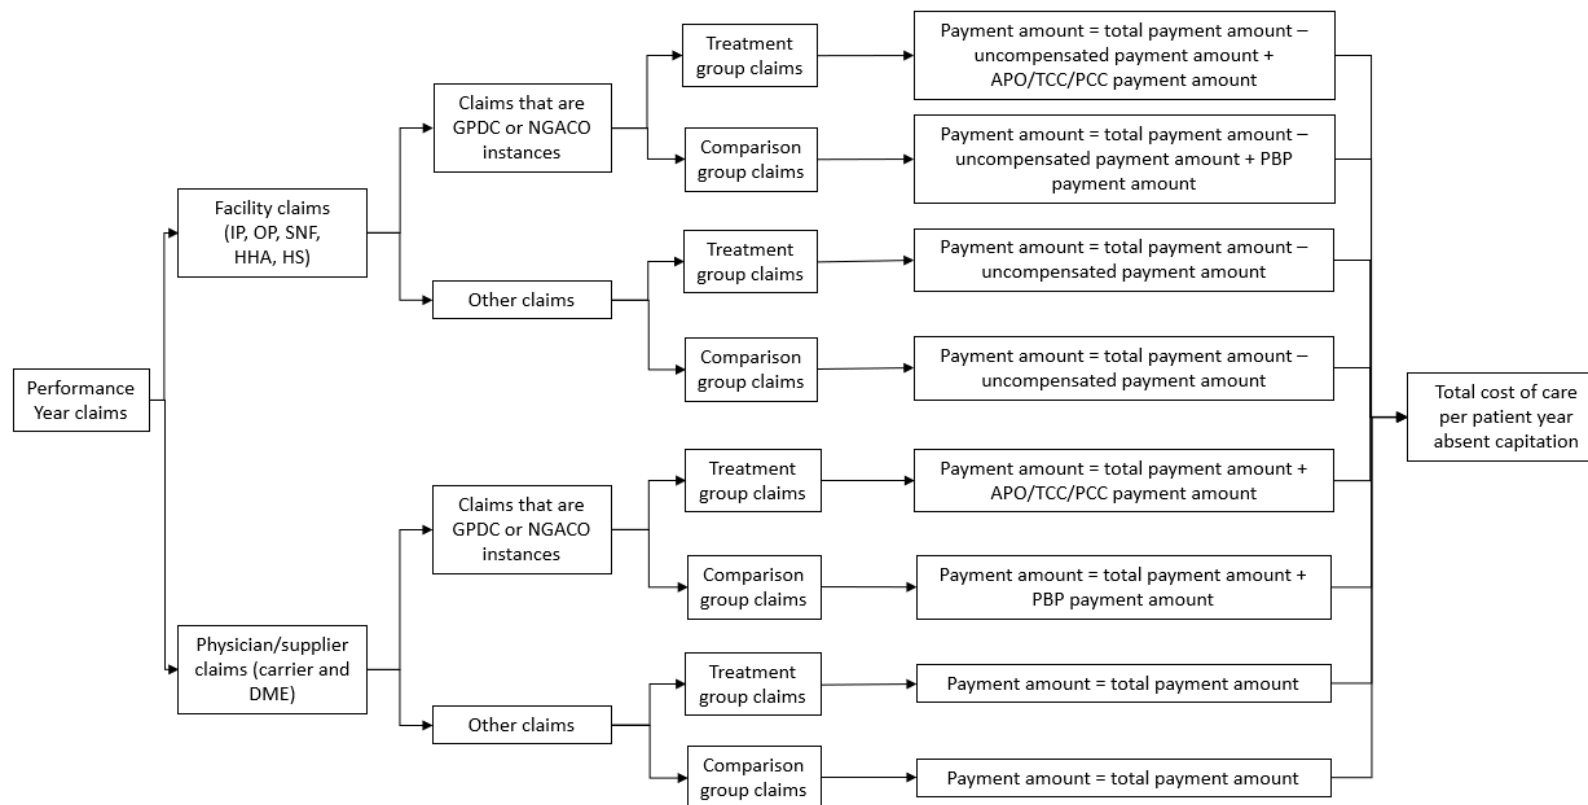 Performance
Year claims
Facility claims
(IP, OP, SNF,
HHA, HS)
Claims that are
GPDC or NGACO
instances
Treatment
group claims
Payment amount = total payment amount –
uncompensated payment amount +
APO/TCC/PCC payment amount
Comparison
group claims
Payment amount = total payment amount –
uncompensated payment amount + PBP
payment amount
Other claims
Treatment
group claims
Payment amount = total payment amount –
uncompensated payment amount
Comparison
group claims
Payment amount = total payment amount –
uncompensated payment amount
Physician/supplier
claims (carrier and
DME)
Claims that are
GPDC or NGACO
instances
Treatment
group claims
Payment amount = total payment amount +
APO/TCC/PCC payment amount
Comparison
group claims
Payment amount = total payment amount +
PBP payment amount
Other claims
Treatment
group claims
Payment amount = total payment amount
Comparison
group claims
Payment amount = total payment amount
Total cost of care
per patient year
absent capitation